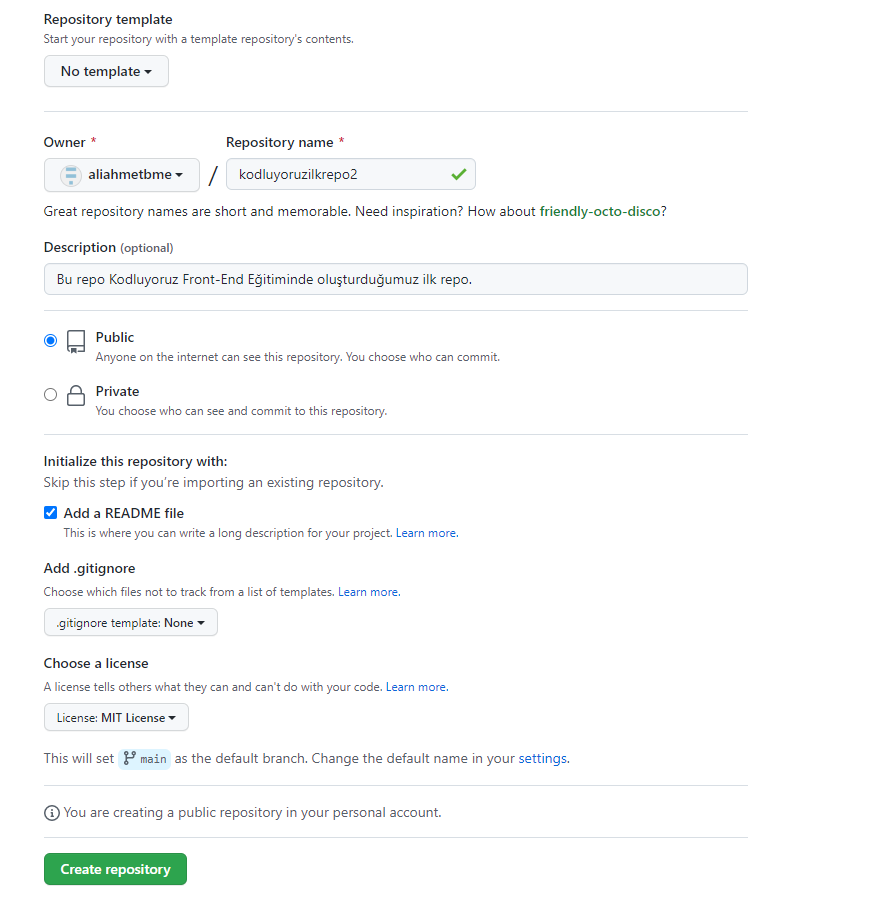 Repository template
Start your repository with a template repository's contents.
No template
Owner *
Repository name *
aliahmetbme / kodluyoruzilkrepo2
Great repository names are short and memorable. Need inspiration? How about friendly-octo-disco?
Description (optional)
Bu repo Kodluyoruz Front-End Eğitiminde oluşturduğumuz ilk repo.
Public
Anyone on the internet can see this repository. You choose who can commit.
Private
You choose who can see and commit to this repository.
Initialize this repository with:
Skip this step if you’re importing an existing repository.
Add a README file
This is where you can write a long description for your project. Learn more.
Add .gitignore
Choose which files not to track from a list of templates. Learn more.
.gitignore template: None
Choose a license
A license tells others what they can and can't do with your code. Learn more.
License: MIT License
This will set main as the default branch. Change the default name in your settings.
You are creating a public repository in your personal account.
Create repository